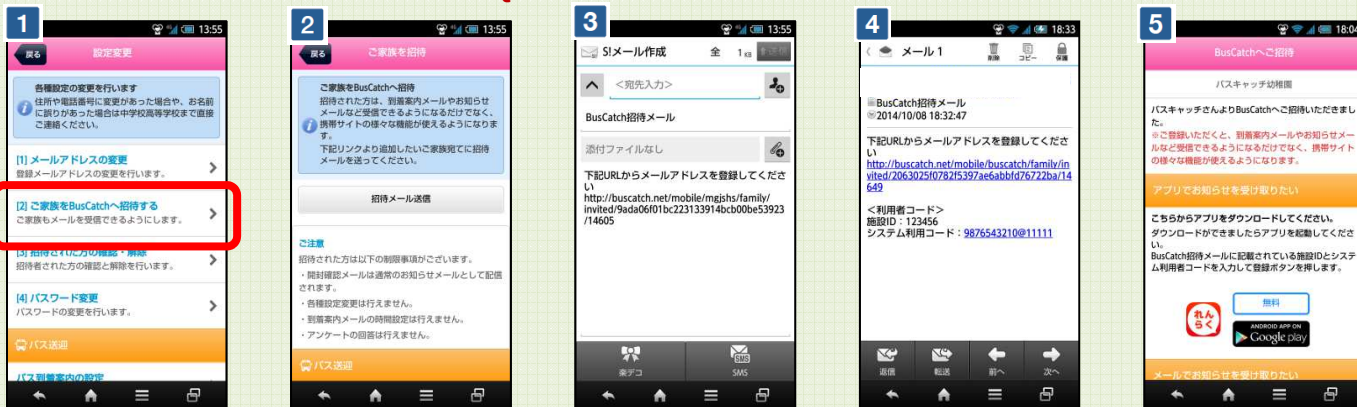 1
13:55
戻る
設定変更
各種設定の変更を行います
住所や電話番号に変更があった場合や、お名前
に誤りがあった場合は中学校高等学校まで直接
ご連絡ください。
[1] メールアドレスの変更
登録メールアドレスの変更を行います。
[2] ご家族をBusCatchへ招待する
ご家族もメールを受信できるようにします。
[3] 招待された方の確認・解除
招待者された方の確認と解除を行います。
[4] パスワード変更
パスワードの変更を行います。
バス送迎
バス到着案内の設定
2
13:55
戻る
ご家族を招待
ご家族をBusCatchへ招待
招待された方は、到着案内メールやお知らせ
メールなど受信できるようになるだけでなく、
携帯サイトの様々な機能が使えるようになりま
す。
下記リンクより追加したいご家族宛てに招待
メールを送ってください。
招待メール送信
ご注意
招待された方は以下の制限事項がございます。
・開封確認メールは通常のお知らせメールとして配信
されます。
・各種設定変更は行えません。
・到着案内メールの時間設定は行えません。
・アンケートの回答は行えません。
バス送迎
3
13:55
S!メール作成
全 1 KB
<宛先入力>
BusCatch招待メール
添付ファイルなし
下記URLからメールアドレスを登録してくださ
い
http://buscatch.net/mobile/mgjshs/family/
invited/9ada06f01bc223133914bcb00be53923
/14605
楽デコ
SMS
SMS
4
18:33
メール 1
削除
コピー
保護
BusCatch招待メール
2014/10/08 18:32:47
下記URLからメールアドレスを登録してくださ
い
http://buscatch.net/mobile/buscatch/family/in
vited/2063025f0782f5397ae6abbfd76722ba/14
649
<利用者コード>
施設ID：123456
システム利用コード：9876543210@11111
返信
転送
前へ
次へ
5
18:04
BusCatchへご招待
バスキャッチ幼稚園
バスキャッチさんよりBusCatchへご招待いただきまし
た。
※ご登録いただくと、到着案内メールやお知らせメー
ルなど受信できるようになるだけでなく、携帯サイト
の様々な機能が使えるようになります。
アプリでお知らせを受け取りたい
こちらからアプリをダウンロードしてください。
ダウンロードができましたらアプリを起動してくださ
い。
BusCatch招待メールに記載されている施設IDとシステ
ム利用者コードを入力して登録ボタンを押します。
れん
らく
無料
ANDROID APP ON
Google play
メールでお知らせを受け取りたい